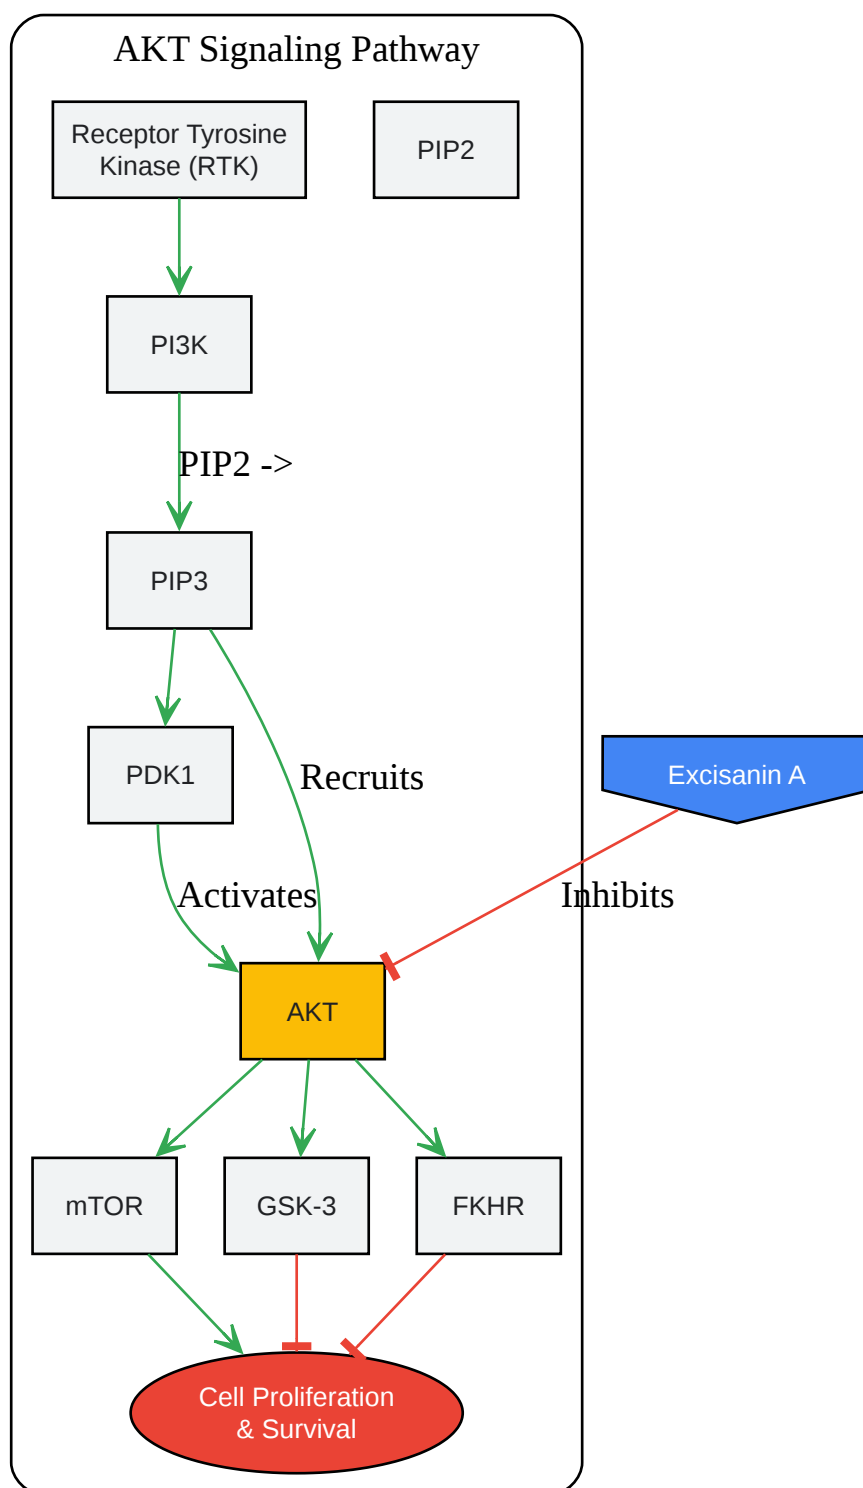 AKT Signaling Pathway
Receptor Tyrosine
Kinase (RTK)
PIP2
PI3K
PIP2 ->
PIP3
PDK1
Recruits
Excisanin A
Activates
Inhibits
AKT
mTOR
GSK-3
FKHR
Cell Proliferation
& Survival